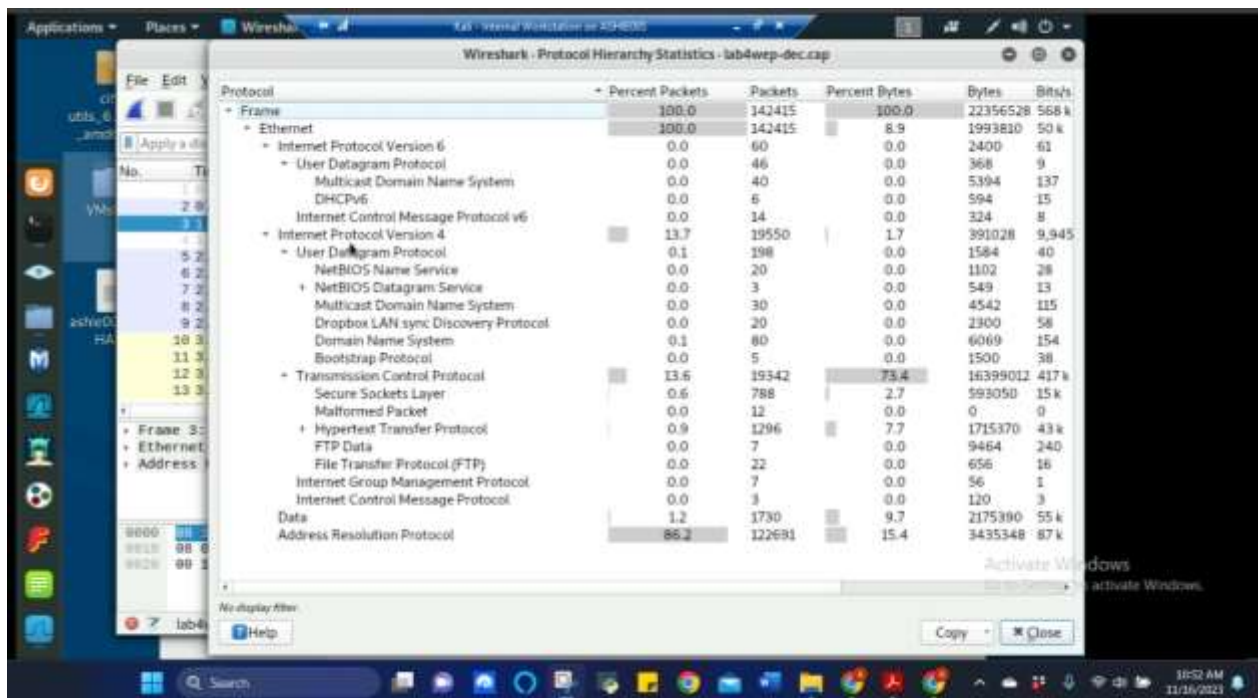 Applications Places Wireshar Kali - Internal Workstation on ASHIE005 1
Wireshark · Protocol Hierarchy Statistics · lab4wep-dec.cap
File Edit
utils_6
Apply a dis
No. Ti
VMs
Protocol Percent Packets Packets Percent Bytes Bytes Bits/s
Frame 100.0 142415 100.0 22356528 568 k
Ethernet 100.0 142415 8.9 1993810 50 k
Internet Protocol Version 6 0.0 60 0.0 2400 61
User Datagram Protocol 0.0 46 0.0 368 9
Multicast Domain Name System 0.0 40 0.0 5394 137
DHCPv6 0.0 6 0.0 594 15
Internet Control Message Protocol v6 0.0 14 0.0 324 8
Internet Protocol Version 4 13.7 19550 1.7 391028 9,945
User Datagram Protocol 0.1 198 0.0 1584 40
NetBIOS Name Service 0.0 20 0.0 1102 28
NetBIOS Datagram Service 0.0 3 0.0 549 13
Multicast Domain Name System 0.0 30 0.0 4542 115
Dropbox LAN sync Discovery Protocol 0.0 20 0.0 2300 58
Domain Name System 0.1 80 0.0 6069 154
Bootstrap Protocol 0.0 5 0.0 1500 38
Transmission Control Protocol 13.6 19342 73.4 16399012 417 k
Secure Sockets Layer 0.6 788 2.7 593050 15 k
Malformed Packet 0.0 12 0.0 0 0
Hypertext Transfer Protocol 0.9 1296 7.7 1715370 43 k
FTP Data 0.0 7 0.0 9464 240
File Transfer Protocol (FTP) 0.0 22 0.0 656 16
Internet Group Management Protocol 0.0 7 0.0 56 1
Internet Control Message Protocol 0.0 3 0.0 120 3
Data 1.2 1730 9.7 2175390 55 k
Address Resolution Protocol 86.2 122691 15.4 3435348 87 k
Frame 3:
Ethernet
Address
Activate Windows
activate Windows.
No display filter.
Help Copy Close
Search
10:52 AM
11/16/2023